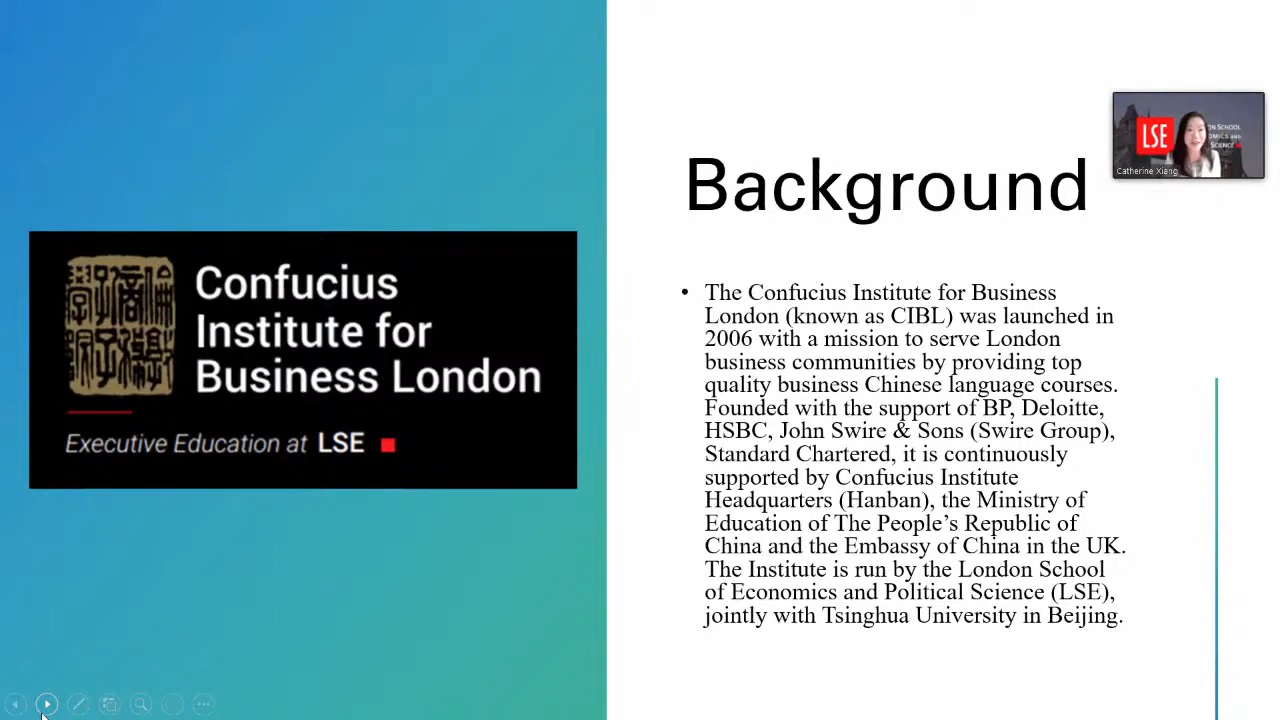 Background
LSE
ON SCHOOL
OMICS AND
SCIENCE
Catherine Xiang
Confucius
Institute for
Business London
Executive Education at LSE
• The Confucius Institute for Business
London (known as CIBL) was launched in
2006 with a mission to serve London
business communities by providing top
quality business Chinese language courses.
Founded with the support of BP, Deloitte,
HSBC, John Swire & Sons (Swire Group),
Standard Chartered, it is continuously
supported by Confucius Institute
Headquarters (Hanban), the Ministry of
Education of The People’s Republic of
China and the Embassy of China in the UK.
The Institute is run by the London School
of Economics and Political Science (LSE),
jointly with Tsinghua University in Beijing.